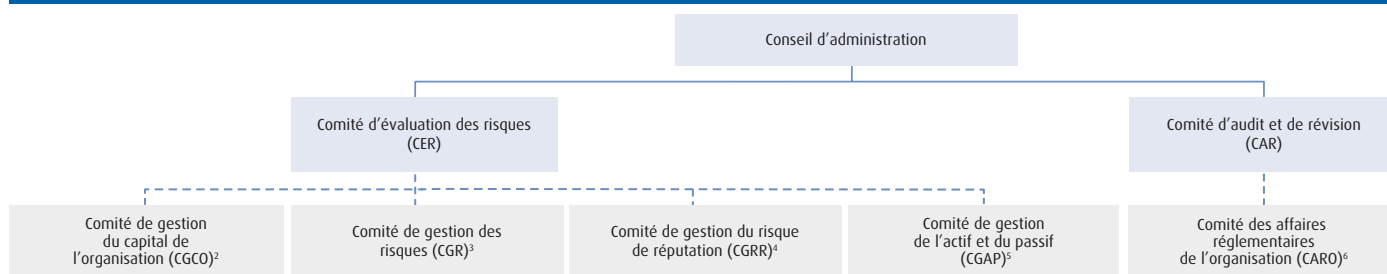 Conseil d’administration
Comité d’évaluation des risques
(CER)
Comité d’audit et de révision
(CAR)
Comité de gestion
du capital de
l’organisation (CGCO)²
Comité de gestion des
risques (CGR)³
Comité de gestion du risque
de réputation (CGRR)⁴
Comité de gestion
de l’actif et du passif
(CGAP)⁵
Comité des affaires
réglementaires
de l’organisation (CARO)⁶